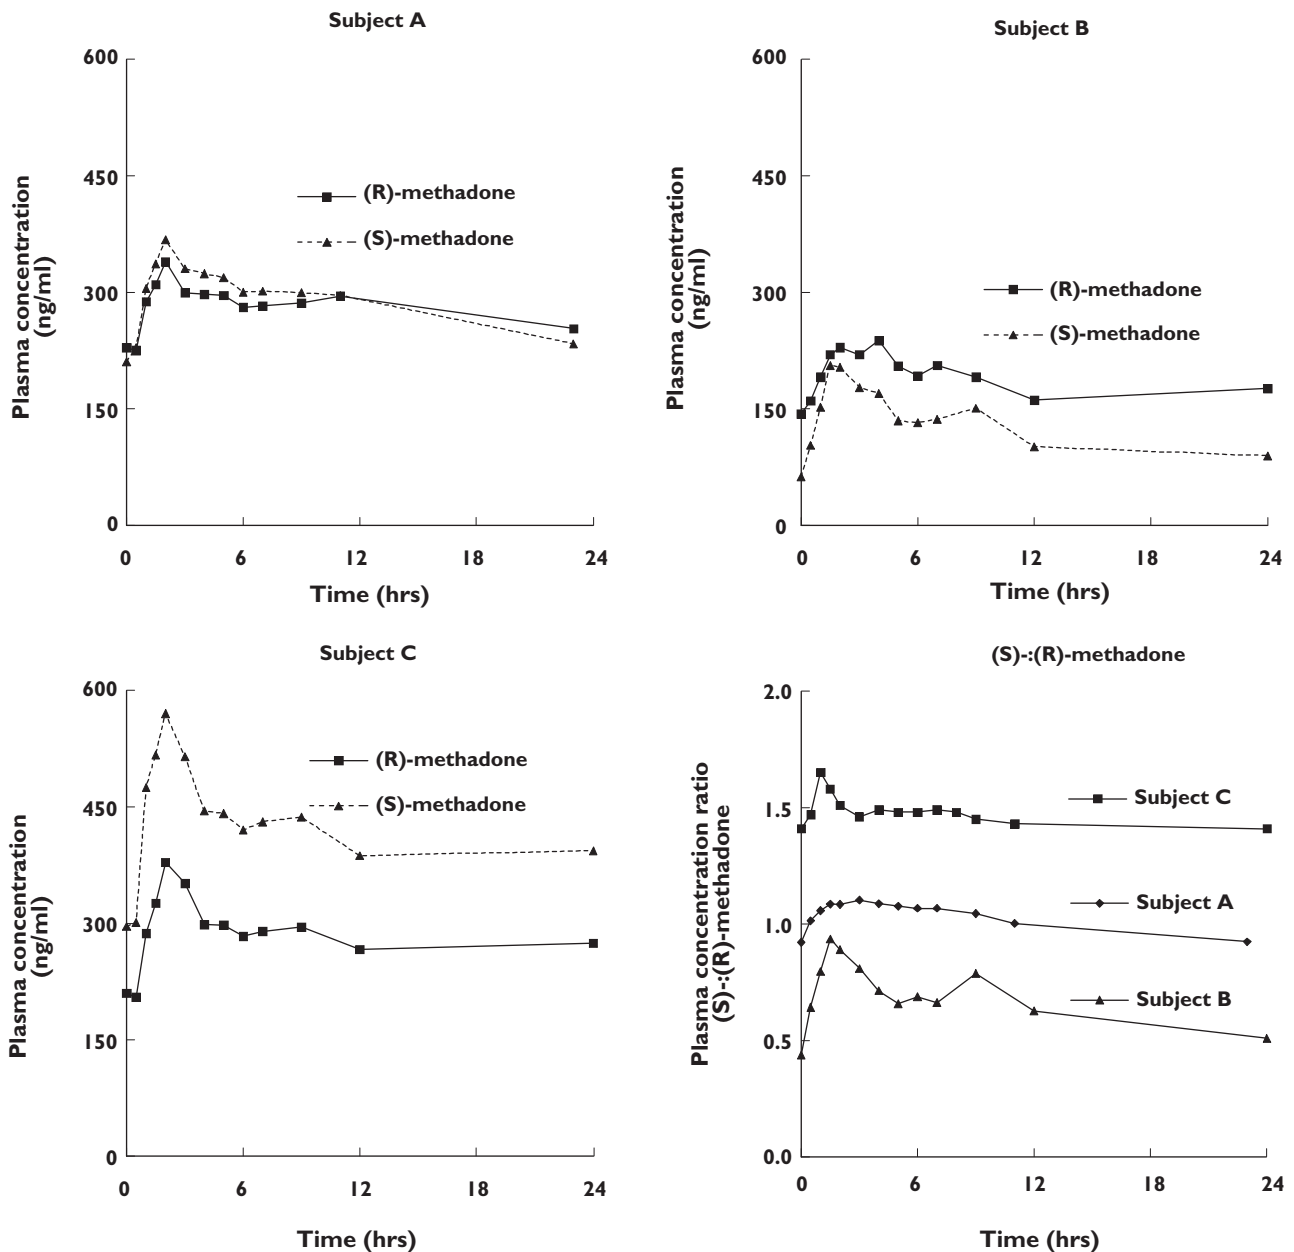 Subject A
600
450
300
150
0
Plasma concentration
(ng/ml)
(R)-methadone
(S)-methadone
0 6 12 18 24
Time (hrs)
Subject B
600
450
300
150
0
Plasma concentration
(ng/ml)
(R)-methadone
(S)-methadone
0 6 12 18 24
Time (hrs)
Subject C
600
450
300
150
0
Plasma concentration
(ng/ml)
(R)-methadone
(S)-methadone
0 6 12 18 24
Time (hrs)
(S)-:(R)-methadone
2.0
1.5
1.0
0.5
0.0
Plasma concentration ratio
(S)-:(R)-methadone
Subject C
Subject A
Subject B
0 6 12 18 24
Time (hrs)